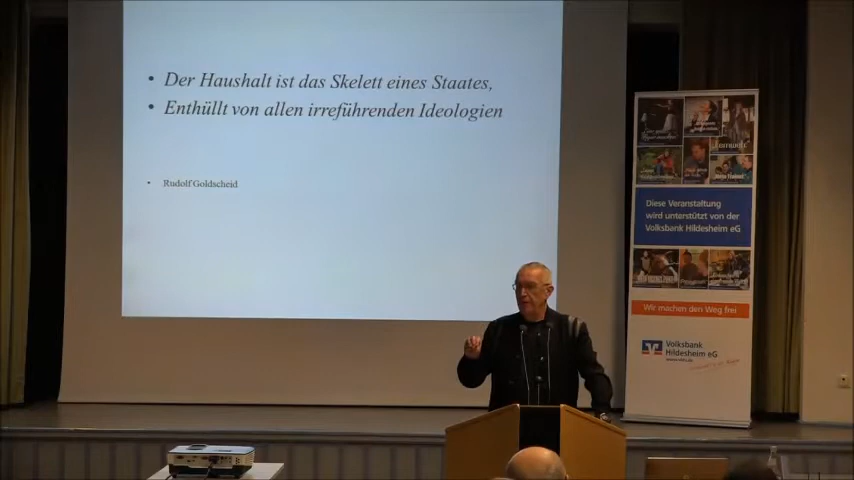 • Der Haushalt ist das Skelett eines Staates,
• Enthüllt von allen irreführenden Ideologien
• Rudolf Goldscheid
Diese Veranstaltung
wird unterstützt von der
Volksbank Hildesheim eG
Wir machen den Weg frei
Volksbank
Hildesheim eG